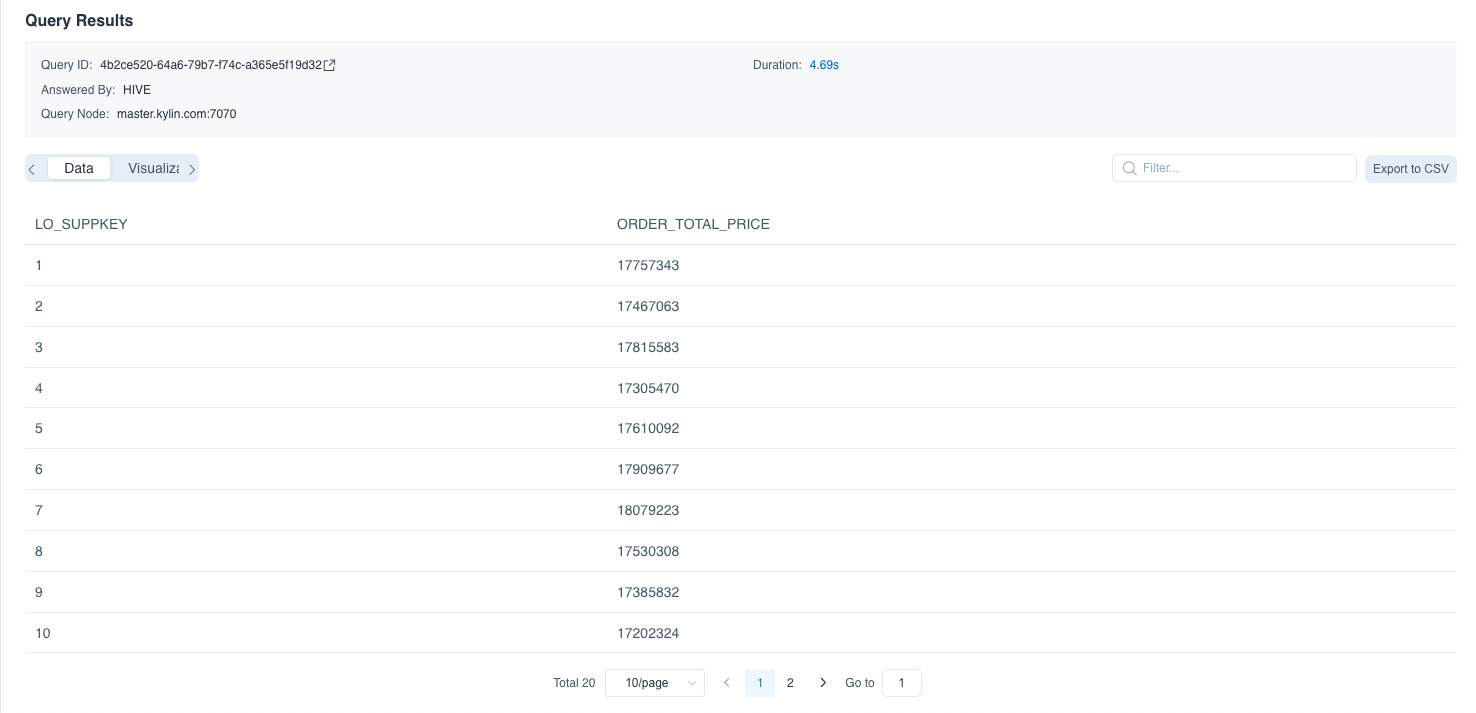 Query Results
Query ID: 4b2ce520-64a6-79b7-f74c-a365e5f19d32 Duration: 4.69s
Answered By: HIVE
Query Node: master.kylin.com:7070
Data Visualiza Filter... Export to CSV
LO_SUPPKEY ORDER_TOTAL_PRICE
1 17757343
2 17467063
3 17815583
4 17305470
5 17610092
6 17909677
7 18079223
8 17530308
9 17385832
10 17202324
Total 20 10/page 1 2 Go to 1